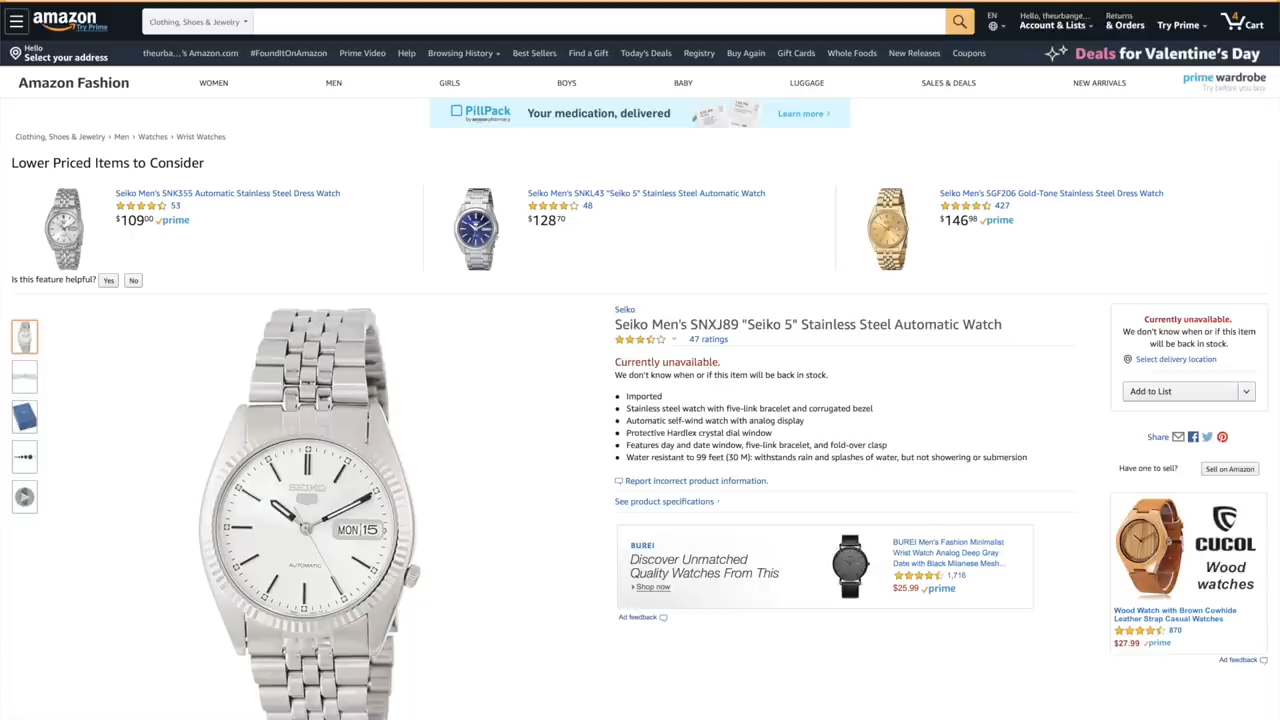 amazon
Try Prime
Clothing, Shoes & Jewelry
EN
Hello, theurbange...
Account & Lists
Returns
& Orders
Try Prime
4
Cart
Hello
Select your address
theurba...'s Amazon.com
#FoundItOnAmazon
Prime Video
Help
Browsing History
Best Sellers
Find a Gift
Today's Deals
Registry
Buy Again
Gift Cards
Whole Foods
New Releases
Coupons
Deals for Valentine's Day
Amazon Fashion
WOMEN
MEN
GIRLS
BOYS
BABY
LUGGAGE
SALES & DEALS
NEW ARRIVALS
prime wardrobe
Try before you buy
PillPack
by amazon pharmacy
Your medication, delivered
Learn more ›
Clothing, Shoes & Jewelry › Men › Watches › Wrist Watches
Lower Priced Items to Consider
Seiko Men's SNK355 Automatic Stainless Steel Dress Watch
53
$109.00 prime
Seiko Men's SNKL43 "Seiko 5" Stainless Steel Automatic Watch
48
$128.70
Seiko Men's SGF206 Gold-Tone Stainless Steel Dress Watch
427
$146.98 prime
Is this feature helpful?
Yes
No
Seiko
Seiko Men's SNXJ89 "Seiko 5" Stainless Steel Automatic Watch
47 ratings
Currently unavailable.
We don't know when or if this item will be back in stock.
• Imported
• Stainless steel watch with five-link bracelet and corrugated bezel
• Automatic self-wind watch with analog display
• Protective Hardlex crystal dial window
• Features day and date window, five-link bracelet, and fold-over clasp
• Water resistant to 99 feet (30 M): withstands rain and splashes of water, but not showering or submersion
Report incorrect product information.
See product specifications
SEIKO
5
MON 15
AUTOMATIC
BUREI
Discover Unmatched
Quality Watches From This
› Shop now
BUREI Men's Fashion Minimalist
Wrist Watch Analog Deep Gray
Date with Black Milanese Mesh...
1,716
$25.99 prime
Ad feedback
Currently unavailable.
We don't know when or if this item
will be back in stock.
Select delivery location
Add to List
Share
Have one to sell?
Sell on Amazon
CUCOL
Wood
watches
Wood Watch with Brown Cowhide
Leather Strap Casual Watches
870
$27.99 prime
Ad feedback